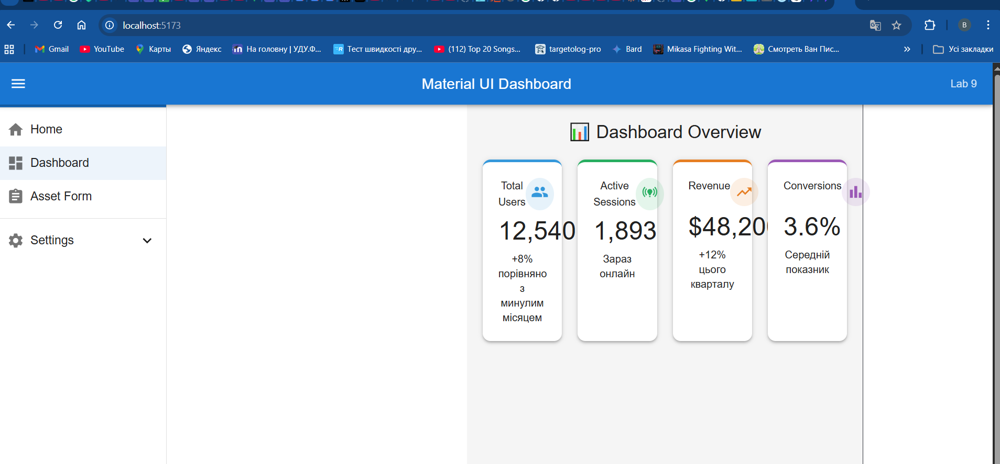 localhost:5173
B
Gmail
YouTube
Карты
Яндекс
На головну | УДУ.Ф...
Тест швидкості дру...
(112) Top 20 Songs...
targetolog-pro
Bard
Mikasa Fighting Wit...
Смотреть Ван Пис...
Усі закладки
Material UI Dashboard
Lab 9
Home
Dashboard
Asset Form
Settings
Dashboard Overview
Total
Users
12,540
+8%
порівняно
з
минулим
місяцем
Active
Sessions
1,893
Зараз
онлайн
Revenue
$48,20
+12%
цього
кварталу
Conversions
3.6%
Середній
показник